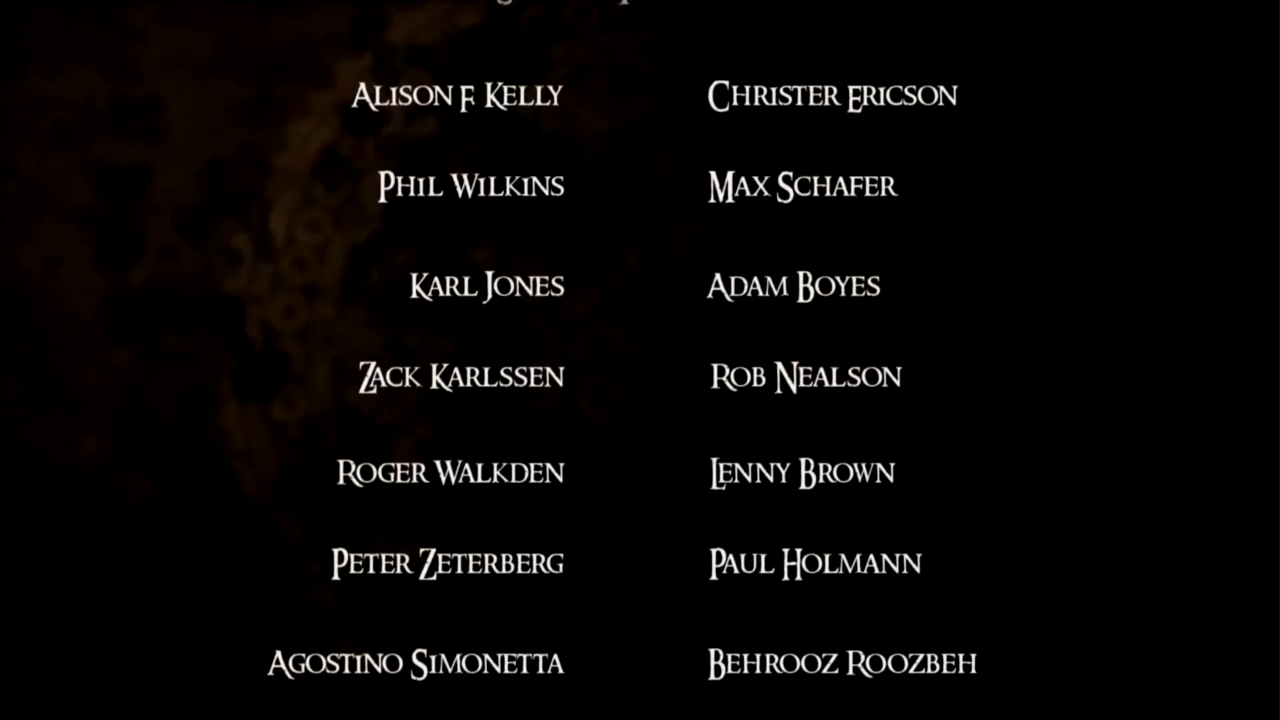 Alison F. Kelly Christer Ericson
Phil Wilkins Max Schafer
Karl Jones Adam Boyes
Zack Karlssen Rob Nealson
Roger Walkden Lenny Brown
Peter Zeterberg Paul Holmann
Agostino Simonetta Behrooz Roozbeh